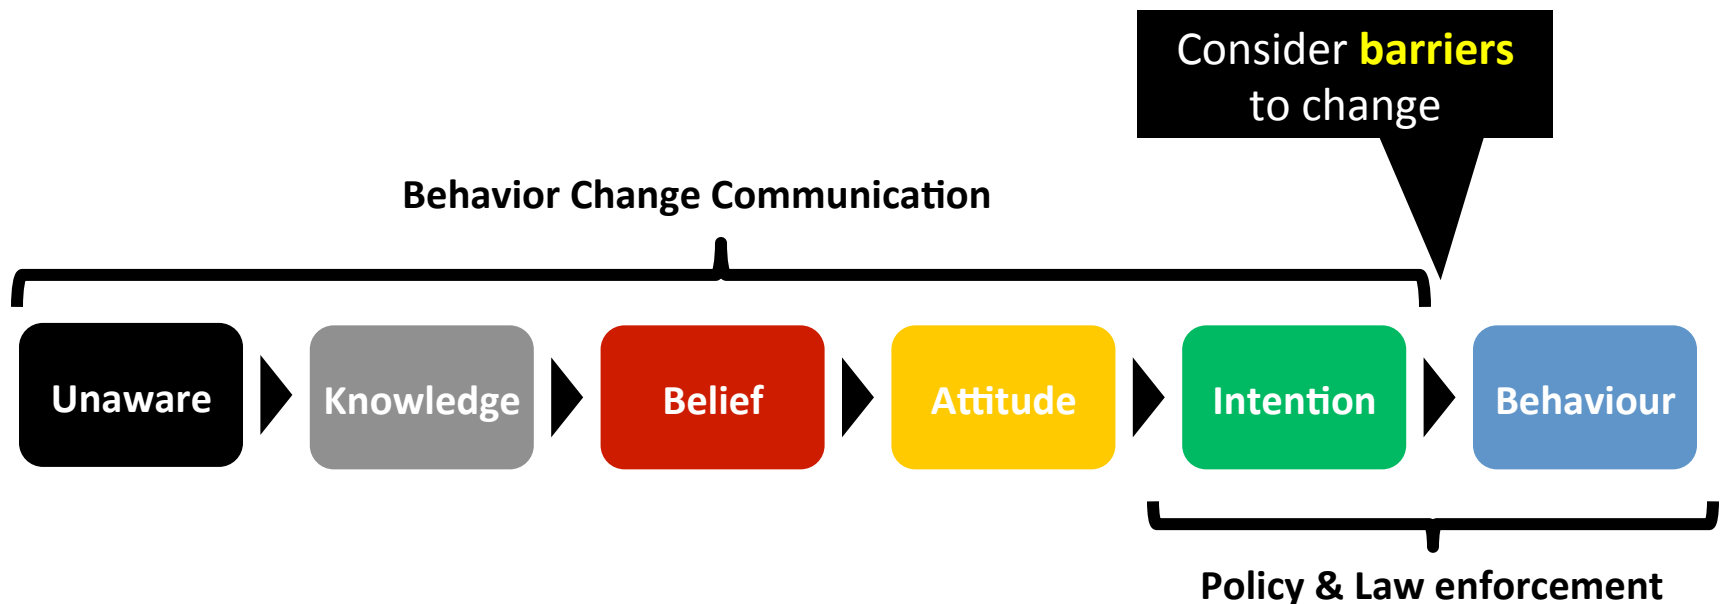 Consider barriers
to change
Behavior Change Communication
Unaware
Knowledge
Belief
Attitude
Intention
Behaviour
Policy & Law enforcement